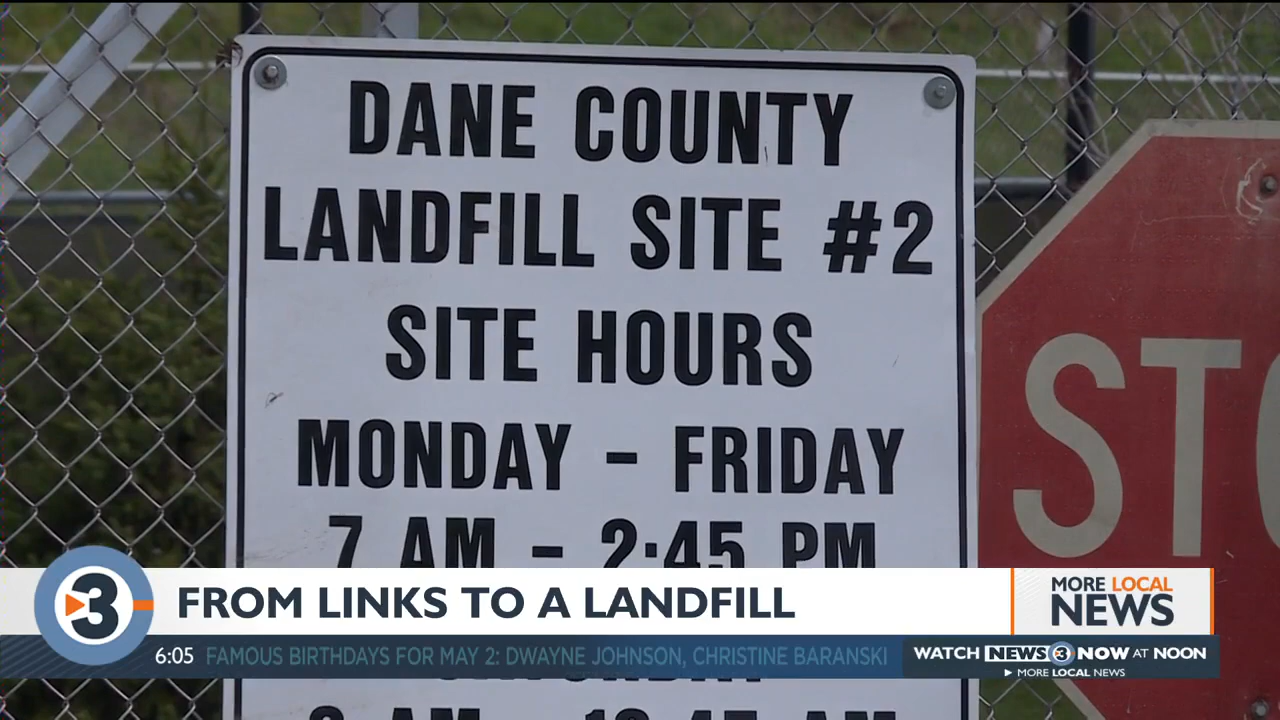 DANE COUNTY
LANDFILL SITE #2
SITE HOURS
MONDAY - FRIDAY
7 AM - 2:45 PM
STO
3
FROM LINKS TO A LANDFILL
MORE LOCAL
NEWS
6:05 FAMOUS BIRTHDAYS FOR MAY 2: DWAYNE JOHNSON, CHRISTINE BARANSKI
WATCH NEWS 3 NOW AT NOON
▶ MORE LOCAL NEWS